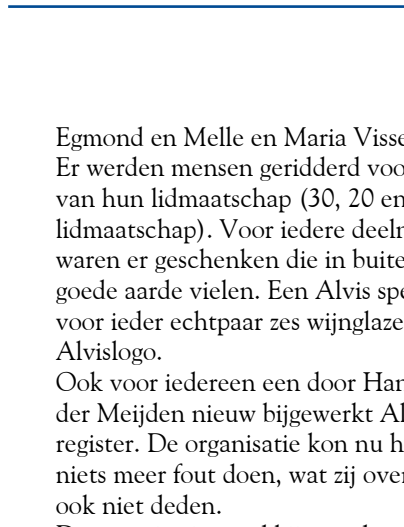 Egmond en Melle en Maria Visse
Er werden mensen geridderd voo
van hun lidmaatschap (30, 20 en
lidmaatschap). Voor iedere deeln
waren er geschenken die in buite
goede aarde vielen. Een Alvis spe
voor ieder echtpaar zes wijnglaze
Alvislogo.
Ook voor iedereen een door Han
der Meijden nieuw bijgewerkt Al
register. De organisatie kon nu h
niets meer fout doen, wat zij over
ook niet deden.